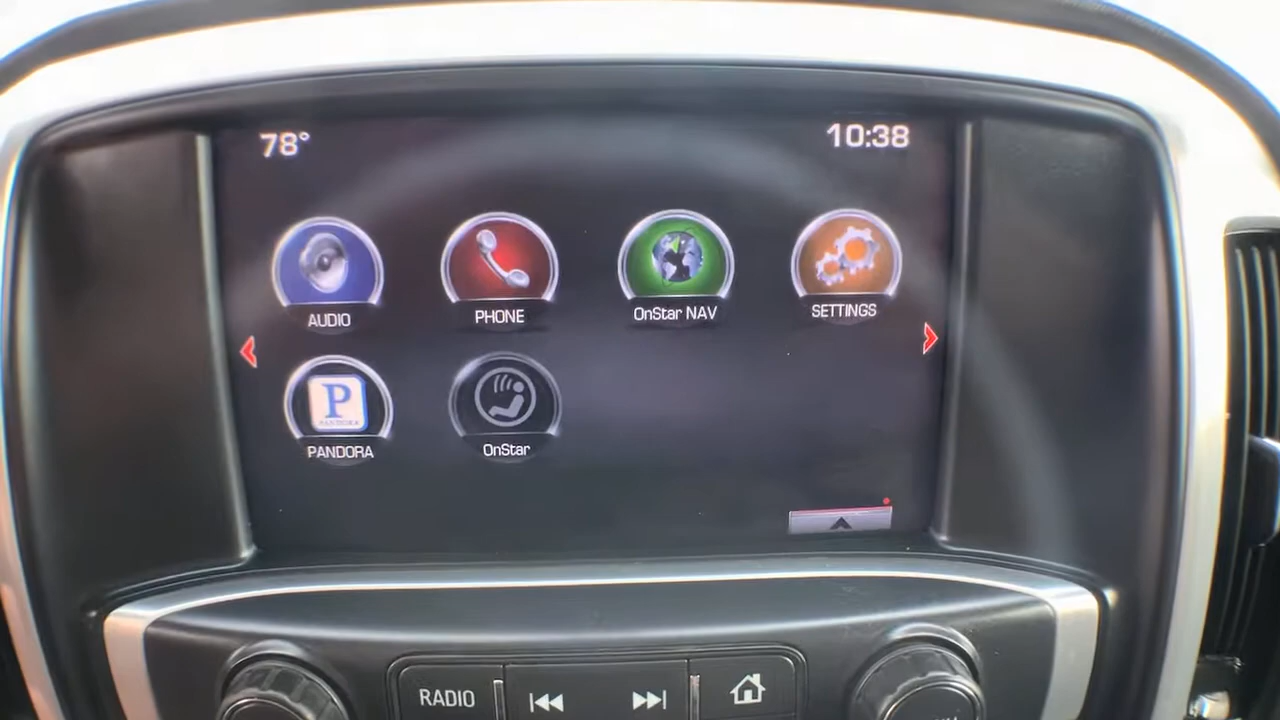 78°
10:38
AUDIO
PHONE
OnStar NAV
SETTINGS
P
PANDORA
PANDORA
OnStar
RADIO